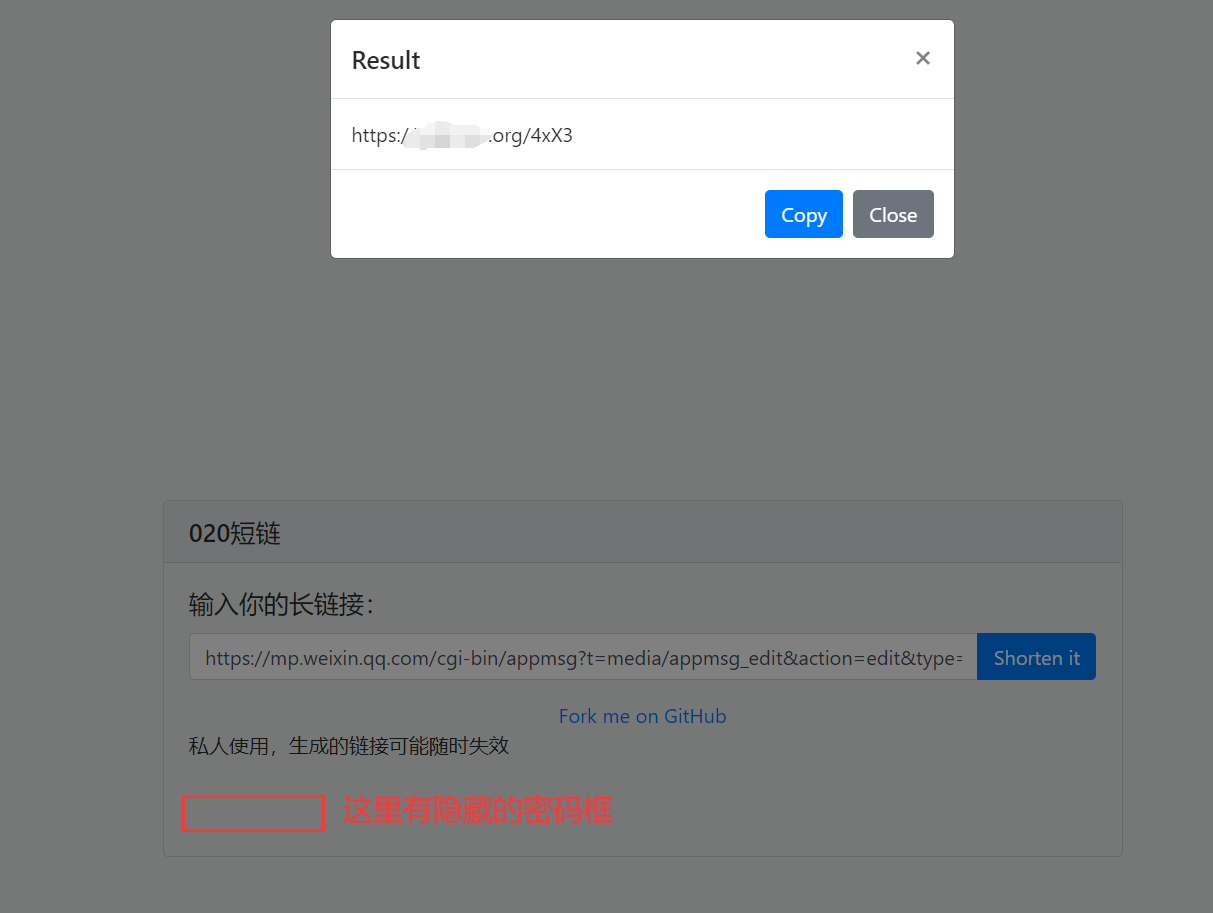 Result
×
https:/ .org/4xX3
Copy
Close
020短链
输入你的长链接：
https://mp.weixin.qq.com/cgi-bin/appmsg?t=media/appmsg_edit&action=edit&type=
Shorten it
Fork me on GitHub
私人使用，生成的链接可能随时失效
这里有隐藏的密码框